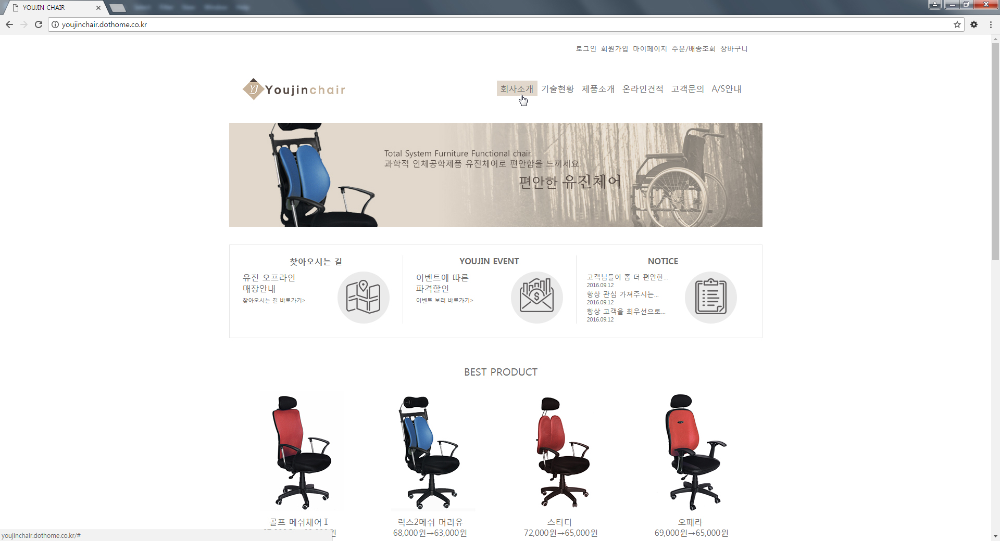 YOUJIN CHAIR
youjinchair.dothome.co.kr
로그인 회원가입 마이페이지 주문/배송조회 장바구니
YJ Youjinchair
회사소개 기술현황 제품소개 온라인견적 고객문의 A/S안내
Total System Furniture Functional chair.
과학적 인체공학제품 유진체어로 편안함을 느끼세요.
편안한 유진체어
찾아오시는 길
유진 오프라인
매장안내
찾아오시는 길 바로가기>
YOUJIN EVENT
이벤트에 따른
파격할인
이벤트 보러 바로가기>
NOTICE
고객님들이 좀 더 편안한...
2016.09.12
항상 관심 가져주시는...
2016.09.12
항상 고객을 최우선으로...
2016.09.12
BEST PRODUCT
골프 메쉬체어 I
럭스2메쉬 머리유
68,000원→63,000원
스터디
72,000원→65,000원
오페라
69,000원→65,000원
youjinchair.dothome.co.kr/#